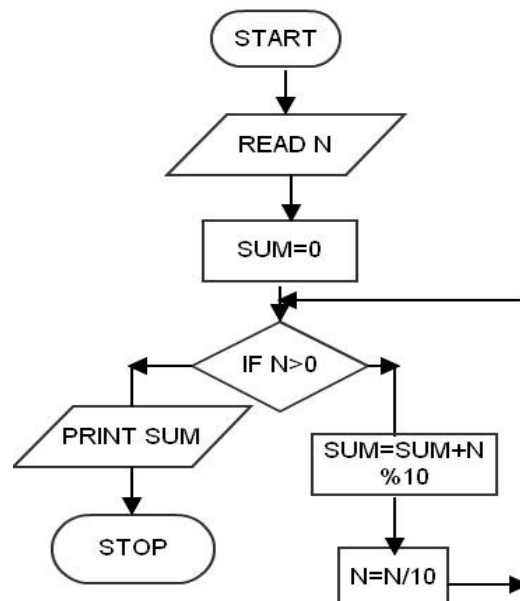 START
READ N
SUM=0
IF N>0
PRINT SUM
SUM=SUM+N
%10
STOP
N=N/10